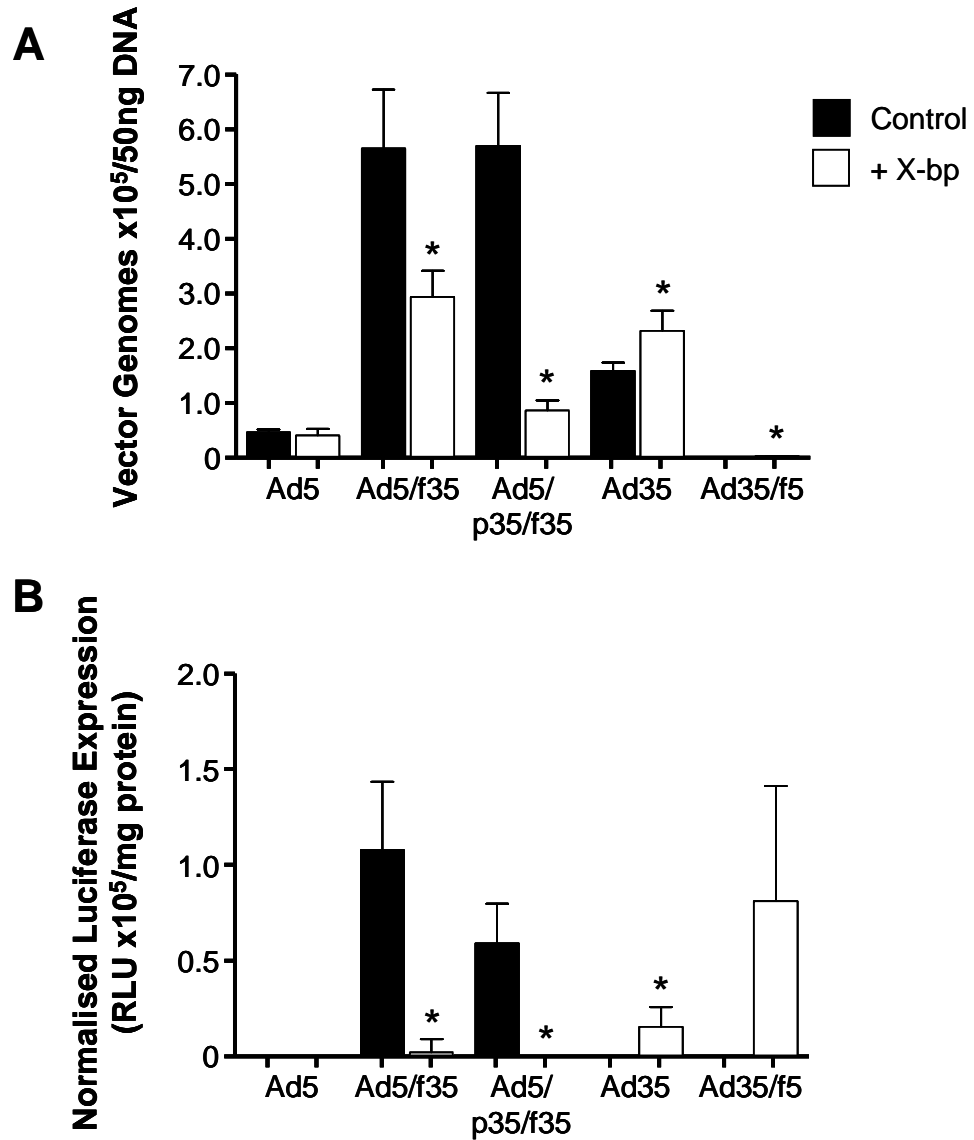 A
Vector Genomes x10⁵/50ng DNA
7.0
6.0
5.0
4.0
3.0
2.0
1.0
0
*
*
*
*
Ad5
Ad5/f35
Ad5/
p35/f35
Ad35
Ad35/f5
Control
+ X-bp
B
Normalised Luciferase Expression
(RLU x10⁵/mg protein)
2.0
1.5
1.0
0.5
0
*
*
*
Ad5
Ad5/f35
Ad5/
p35/f35
Ad35
Ad35/f5